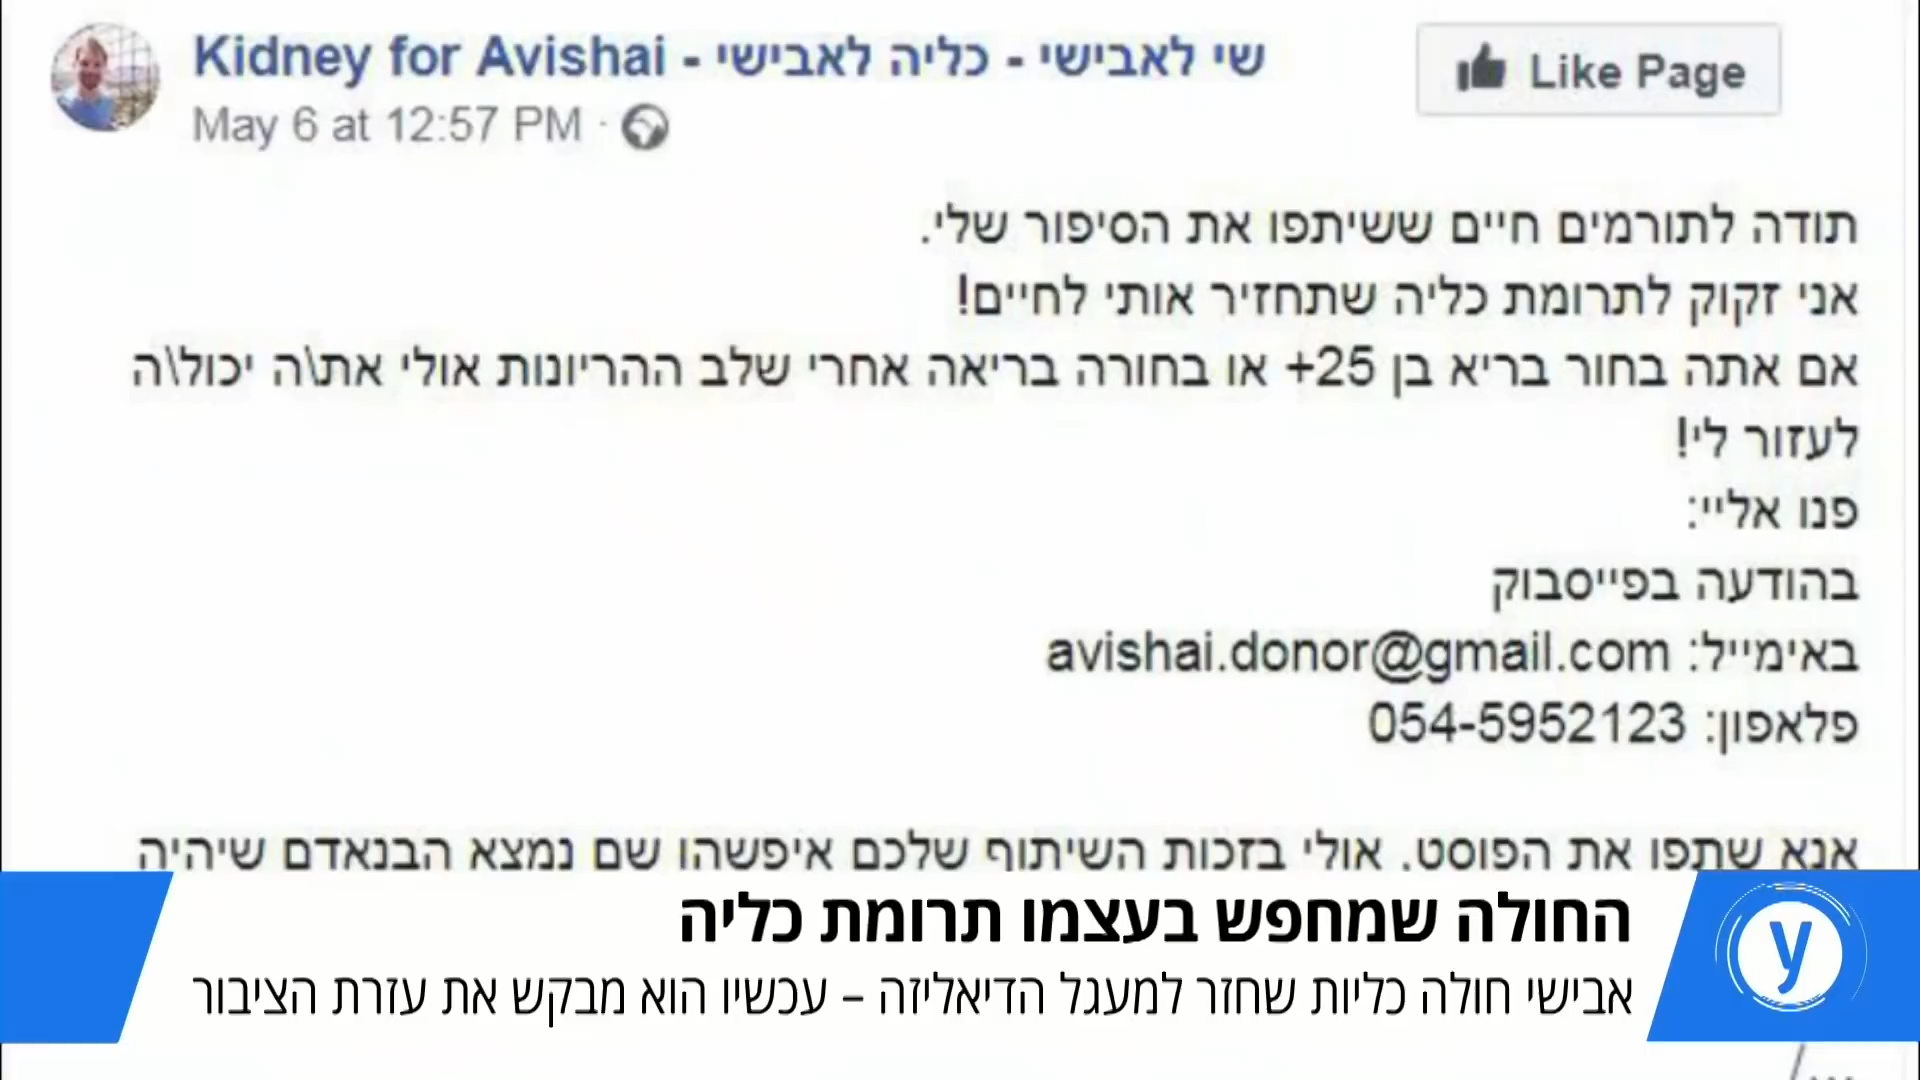 Kidney for Avishai - שי לאבישי - כליה לאבישי
Like Page
May 6 at 12:57 PM
תודה לתורמים חיים ששיתפו את הסיפור שלי.
אני זקוק לתרומת כליה שתחזיר אותי לחיים!
אם אתה בחור בריא בן 25+ או בחורה בריאה אחרי שלב ההריונות אולי את\ה יכול\ה
לעזור לי!
פנו אליי:
בהודעה בפייסבוק
באימייל: avishai.donor@gmail.com
פלאפון: 054-5952123
אנא שתפו את הפוסט. אולי בזכות השיתוף שלכם איפשהו שם נמצא הבנאדם שיהיה
החולה שמחפש בעצמו תרומת כליה
אבישי חולה כליות שחזר למעגל הדיאליזה – עכשיו הוא מבקש את עזרת הציבור
y